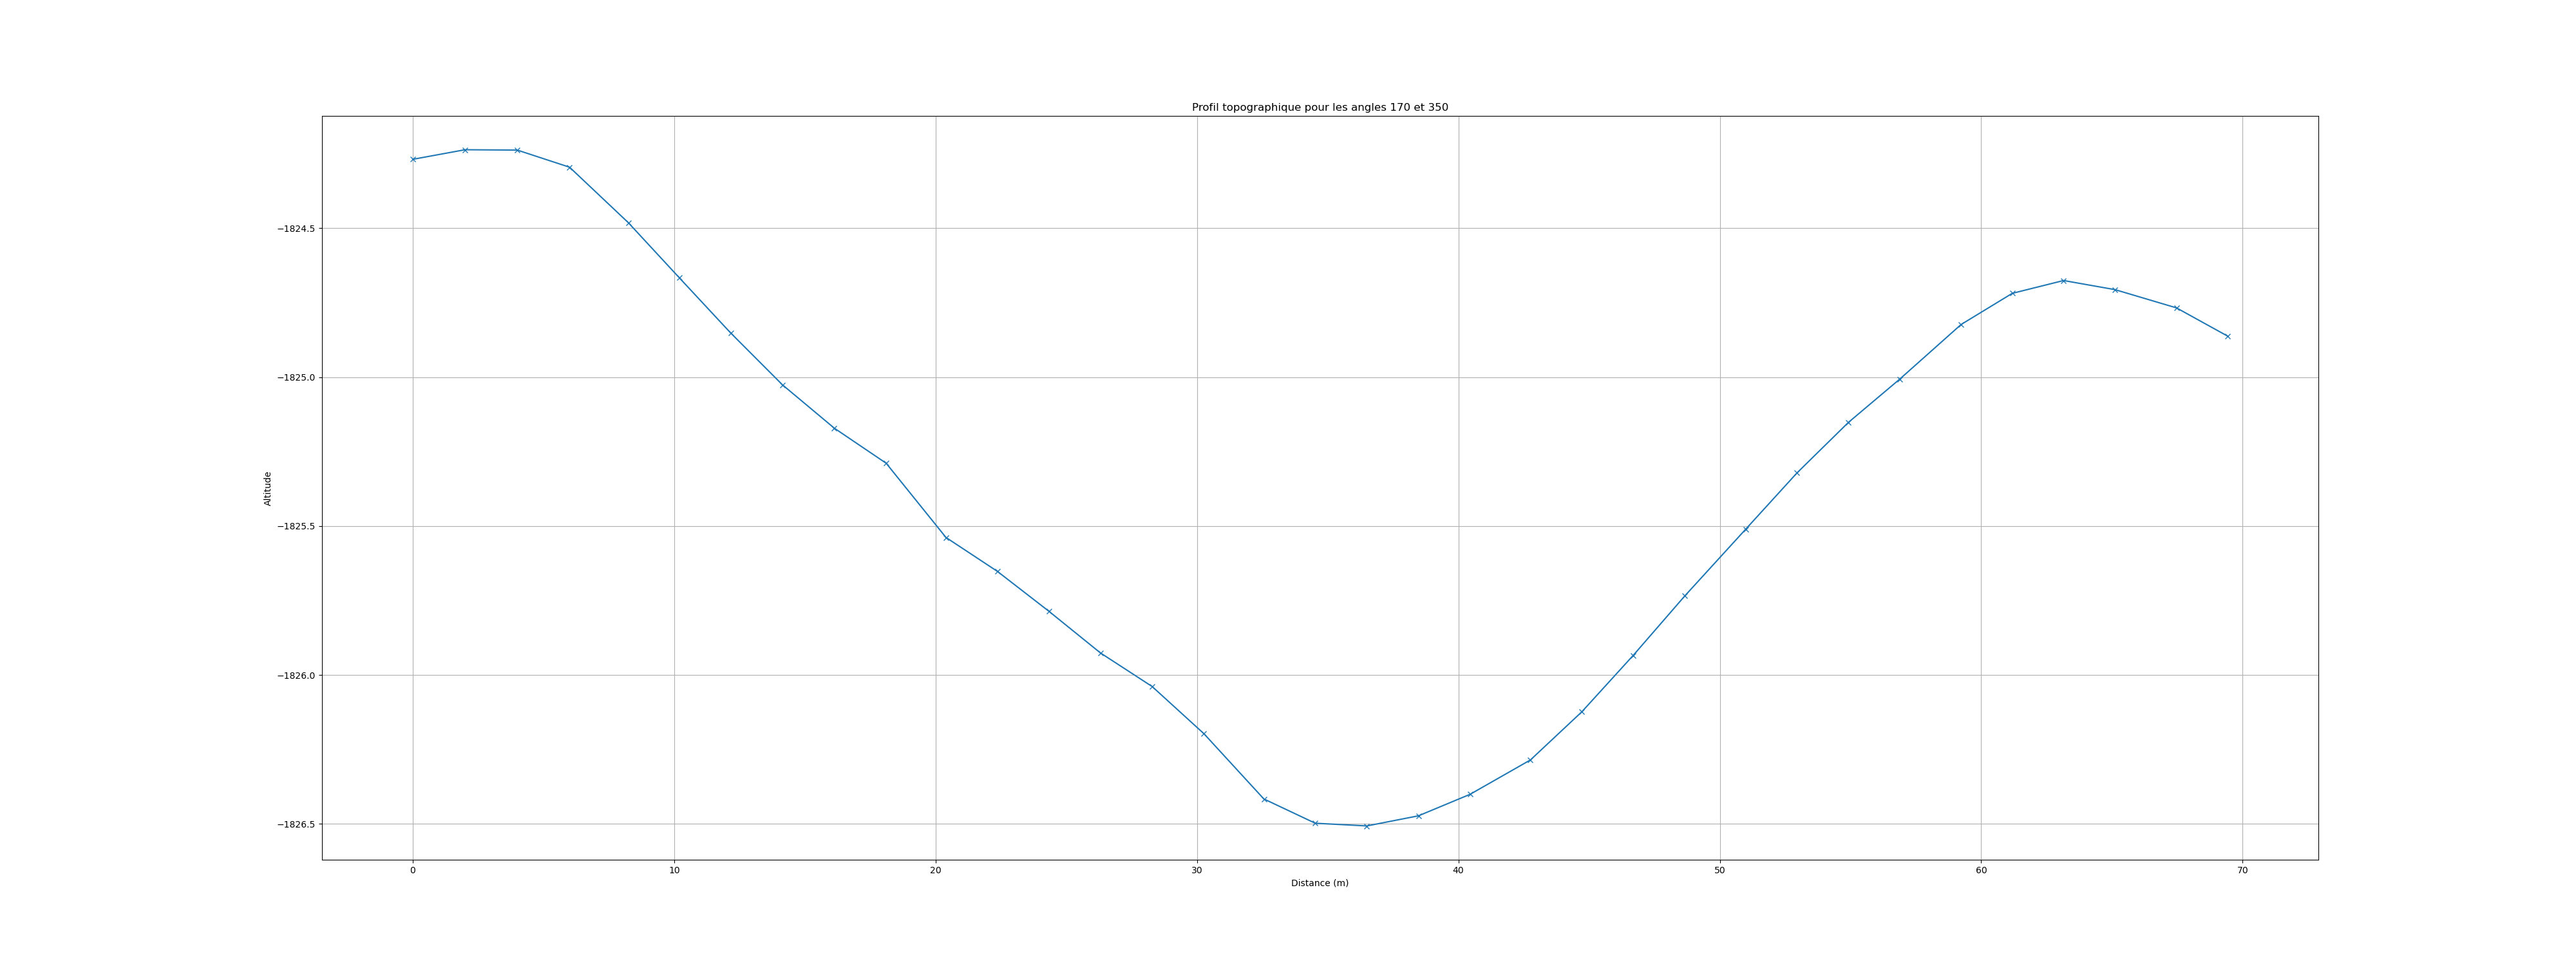 Profil topographique pour les angles 170 et 350
Altitude
−1824.5
−1825.0
−1825.5
−1826.0
−1826.5
0 10 20 30 40 50 60 70
Distance (m)